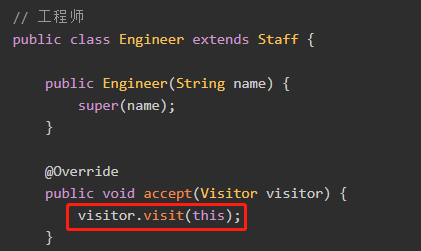 // 工程师
public class Engineer extends Staff {
public Engineer(String name) {
super(name);
}
@Override
public void accept(Visitor visitor) {
visitor.visit(this);
}